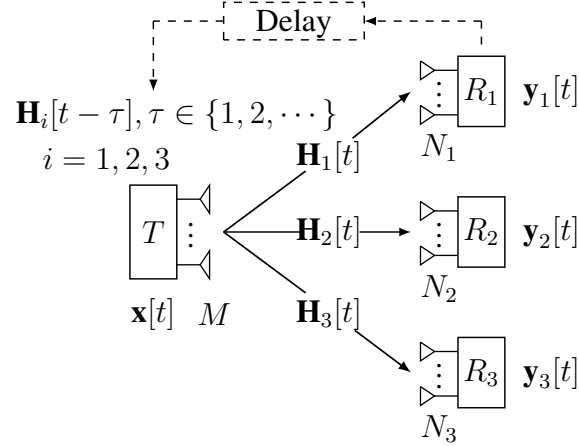 Delay
H_i[t − τ], τ ∈ {1, 2, ⋯}
i = 1, 2, 3
T
x[t]
M
H_1[t]
H_2[t]
H_3[t]
R_1
N_1
y_1[t]
R_2
N_2
y_2[t]
R_3
N_3
y_3[t]